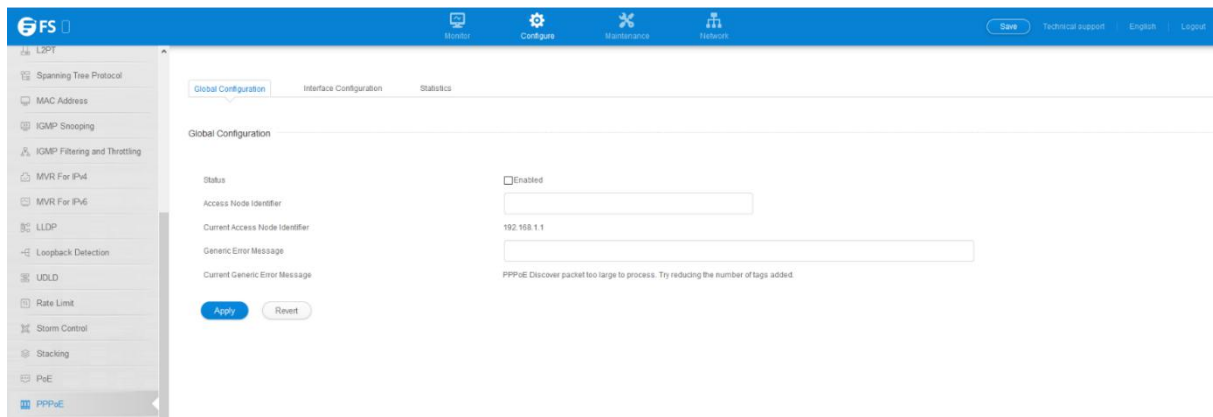 FS
Monitor
Configure
Maintenance
Network
Save
Technical support
English
Logout
L2PT
Spanning Tree Protocol
MAC Address
IGMP Snooping
IGMP Filtering and Throttling
MVR For IPv4
MVR For IPv6
LLDP
Loopback Detection
UDLD
Rate Limit
Storm Control
Stacking
PoE
PPPoE
Global Configuration
Interface Configuration
Statistics
Global Configuration
Status
Enabled
Access Node Identifier
Current Access Node Identifier
192.168.1.1
Generic Error Message
Current Generic Error Message
PPPoE Discover packet too large to process. Try reducing the number of tags added.
Apply
Revert